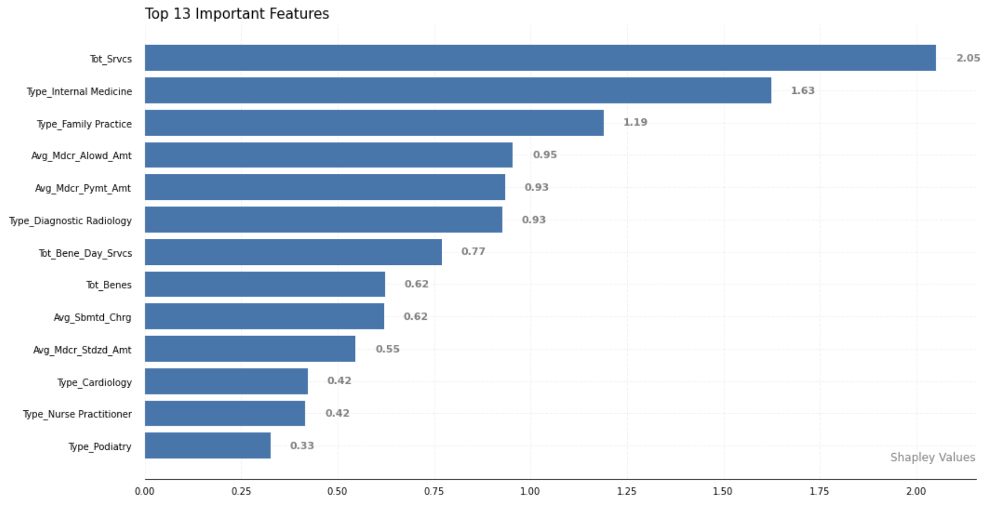 Top 13 Important Features
Tot_Srvcs 2.05
Type_Internal Medicine 1.63
Type_Family Practice 1.19
Avg_Mdcr_Alowd_Amt 0.95
Avg_Mdcr_Pymt_Amt 0.93
Type_Diagnostic Radiology 0.93
Tot_Bene_Day_Srvcs 0.77
Tot_Benes 0.62
Avg_Sbmtd_Chrg 0.62
Avg_Mdcr_Stdzd_Amt 0.55
Type_Cardiology 0.42
Type_Nurse Practitioner 0.42
Type_Podiatry 0.33
Shapley Values
0.00 0.25 0.50 0.75 1.00 1.25 1.50 1.75 2.00